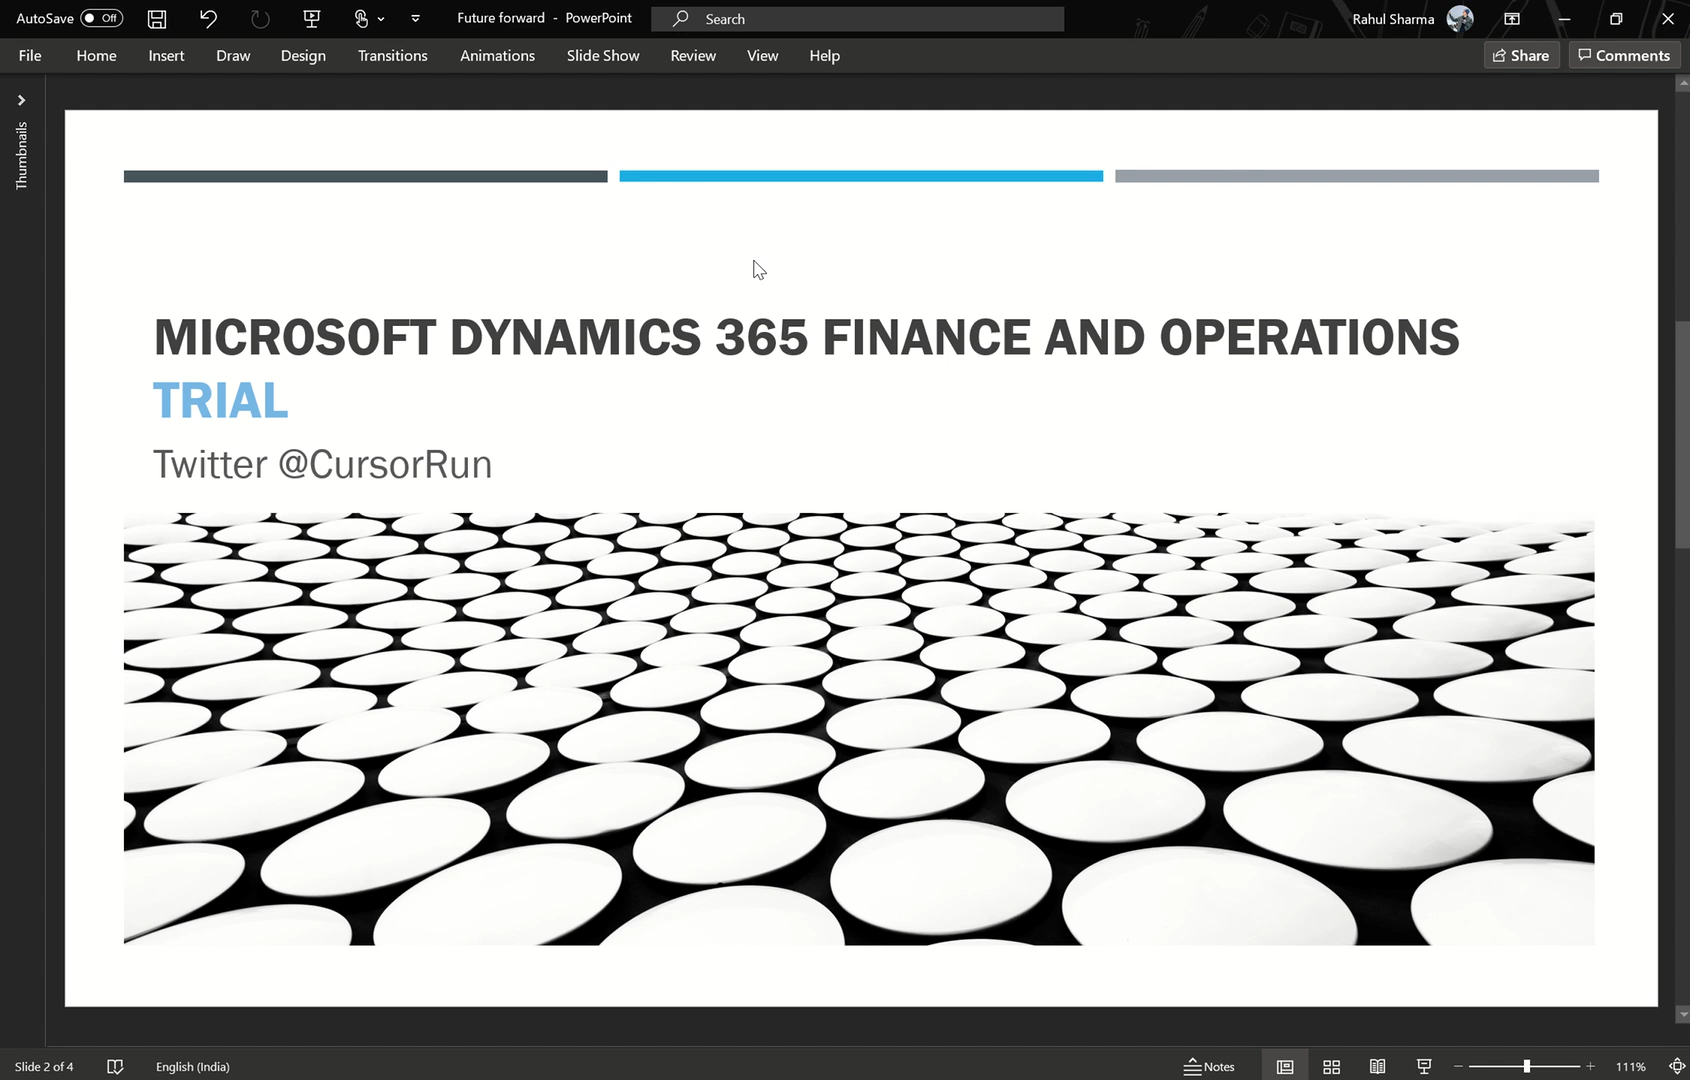 AutoSave Off Future forward - PowerPoint Search Rahul Sharma
File Home Insert Draw Design Transitions Animations Slide Show Review View Help Share Comments
Thumbnails
MICROSOFT DYNAMICS 365 FINANCE AND OPERATIONS
TRIAL
Twitter @CursorRun
Slide 2 of 4 English (India) Notes 111%